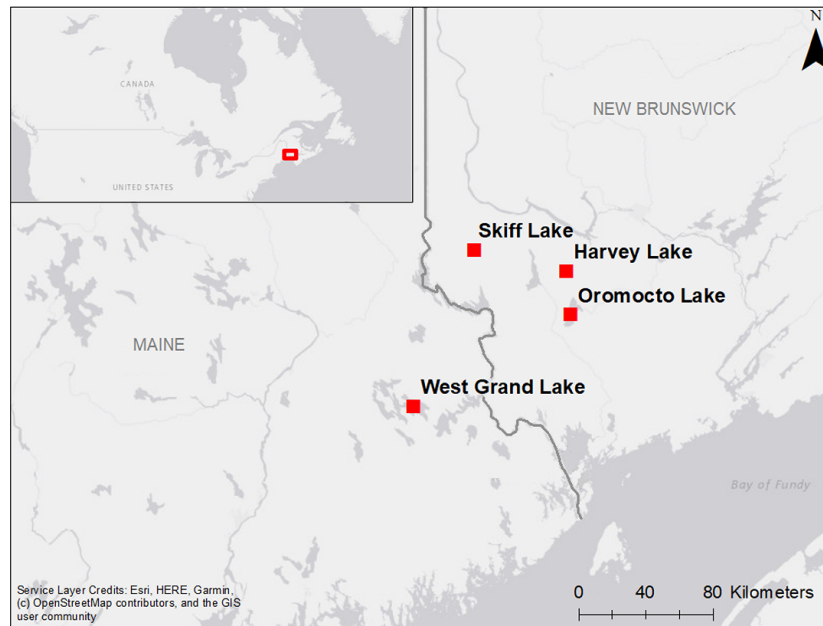 N
CANADA
UNITED STATES
NEW BRUNSWICK
Skiff Lake
Harvey Lake
Oromocto Lake
MAINE
West Grand Lake
Bay of Fundy
Service Layer Credits: Esri, HERE, Garmin,
(c) OpenStreetMap contributors, and the GIS
user community
0 40 80 Kilometers